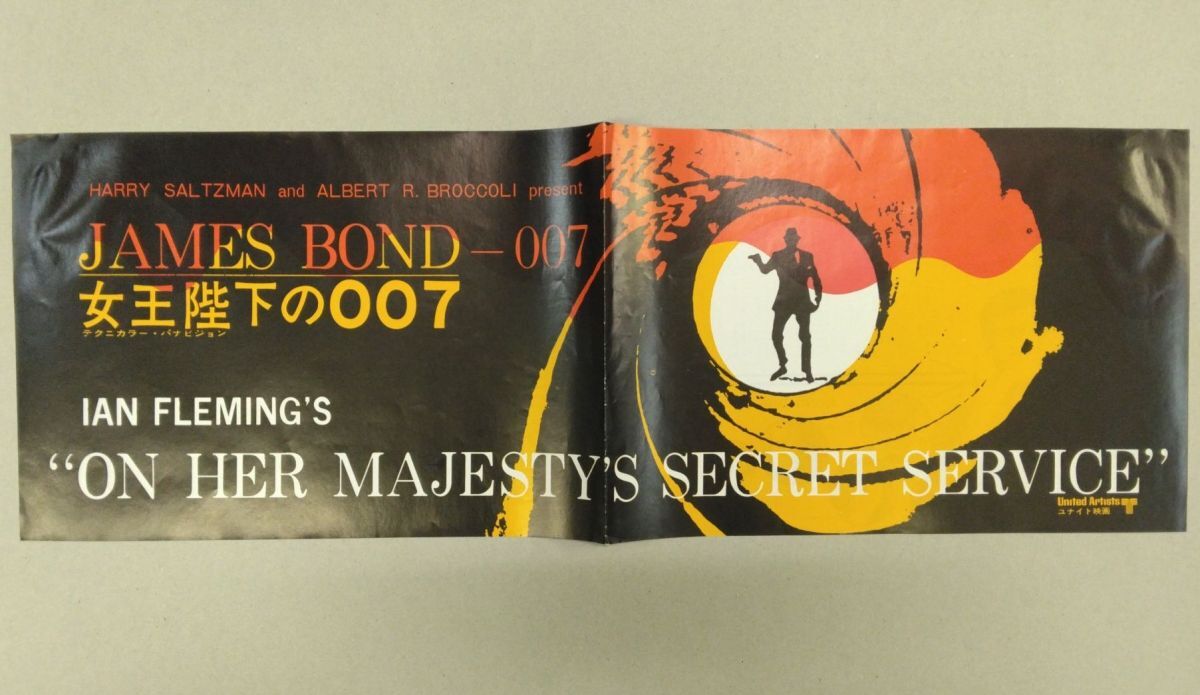 HARRY SALTZMAN and ALBERT R. BROCCOLI present
JAMES BOND – 007
女王陛下の007
テクニカラー・パナビジョン
IAN FLEMING'S
“ON HER MAJESTY'S SECRET SERVICE”
United Artists
ユナイト映画